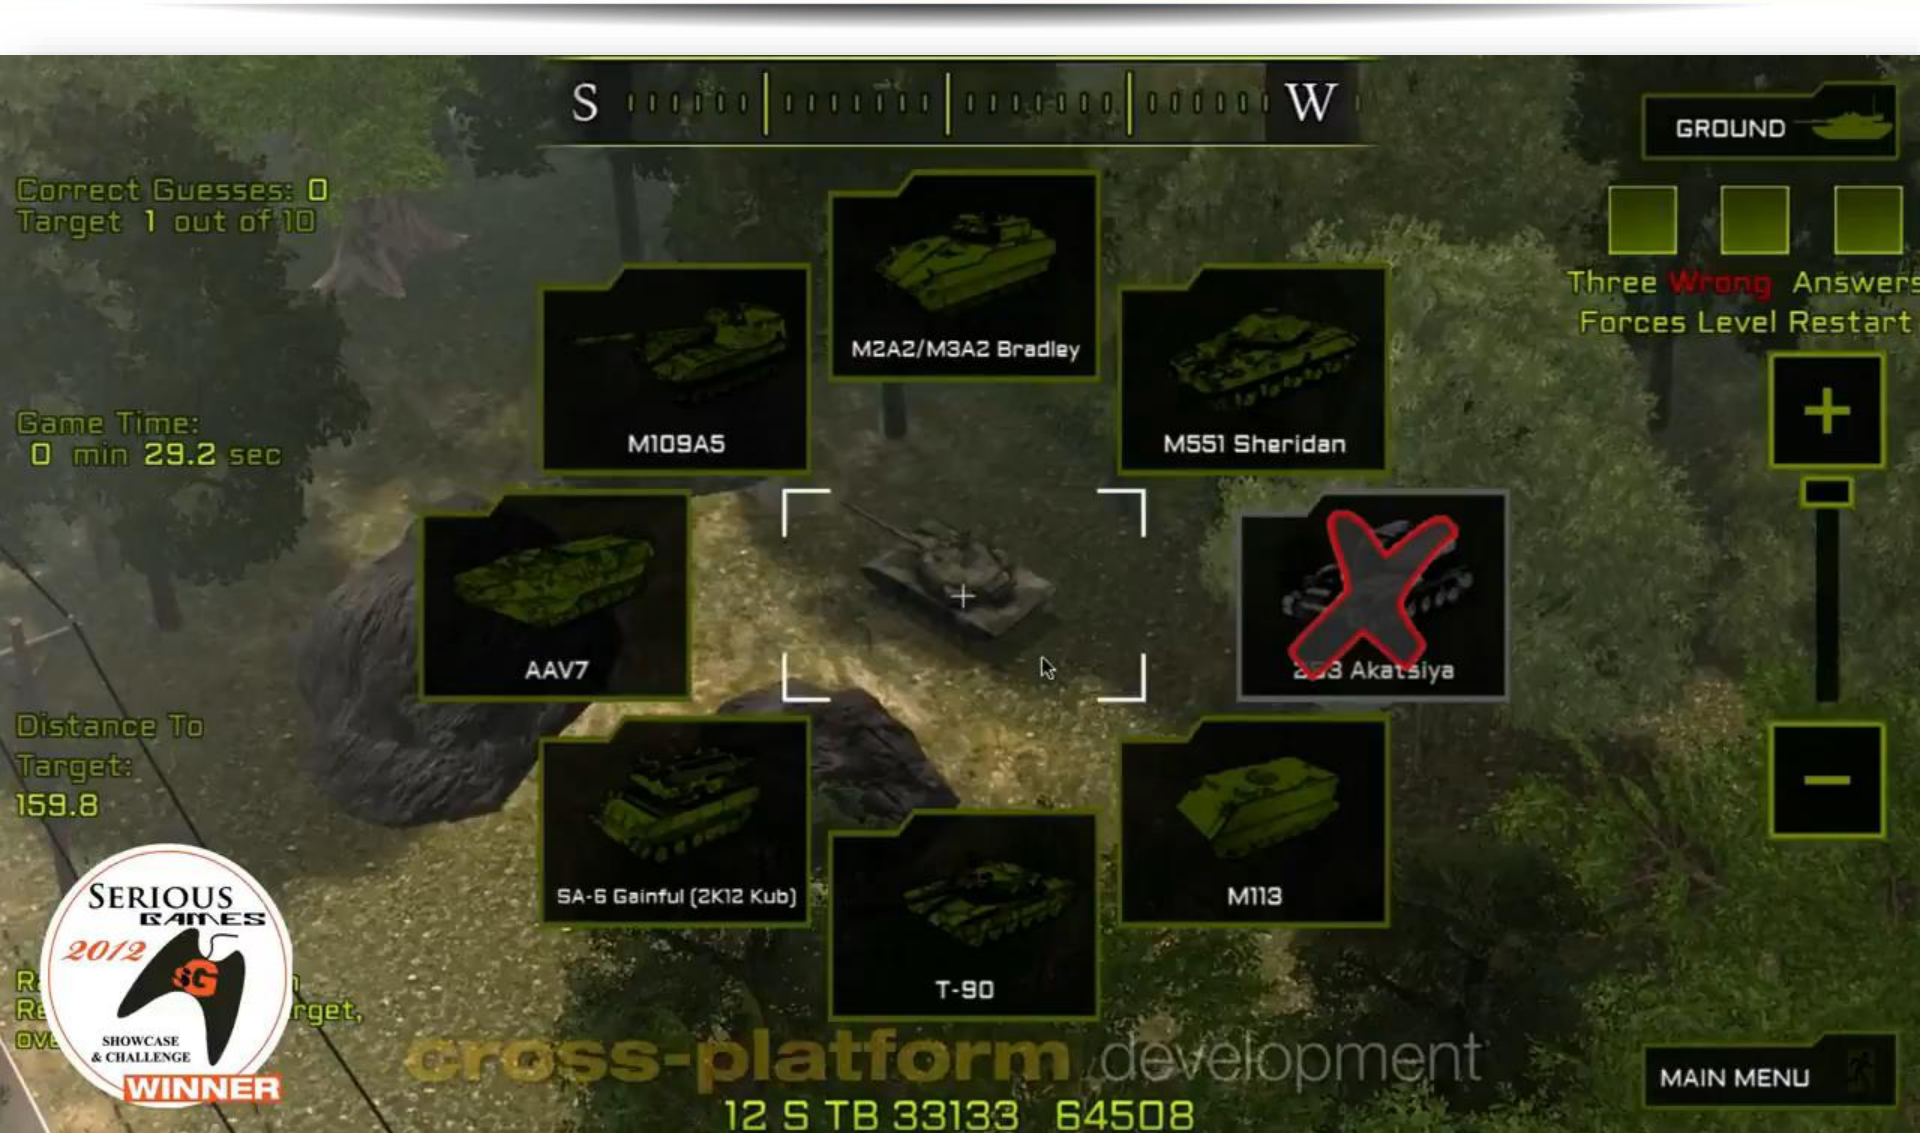 S W
GROUND
Correct Guesses: 0
Target 1 out of 10
Three Wrong Answers
Forces Level Restart
M2A2/M3A2 Bradley
M109A5
M551 Sheridan
Game Time:
0 min 29.2 sec
AAV7
Akatsiya
Distance To
Target:
159.8
SA-6 Gainful (2K12 Kub)
M113
T-90
SERIOUS
GAMES
2012
SG
SHOWCASE
& CHALLENGE
WINNER
cross-platform development
MAIN MENU
12 S TB 33133 64508